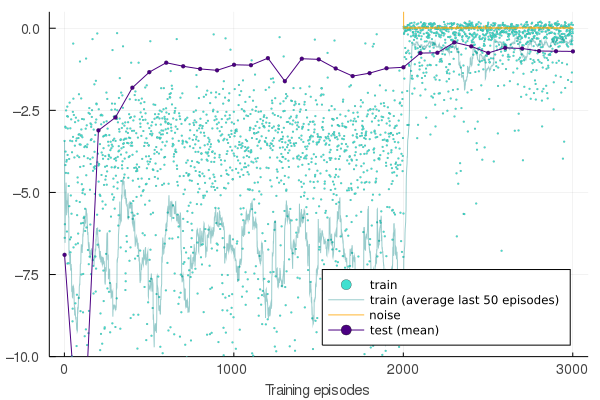 0.0
−2.5
−5.0
−7.5
−10.0
train
train (average last 50 episodes)
noise
test (mean)
0
1000
2000
3000
Training episodes